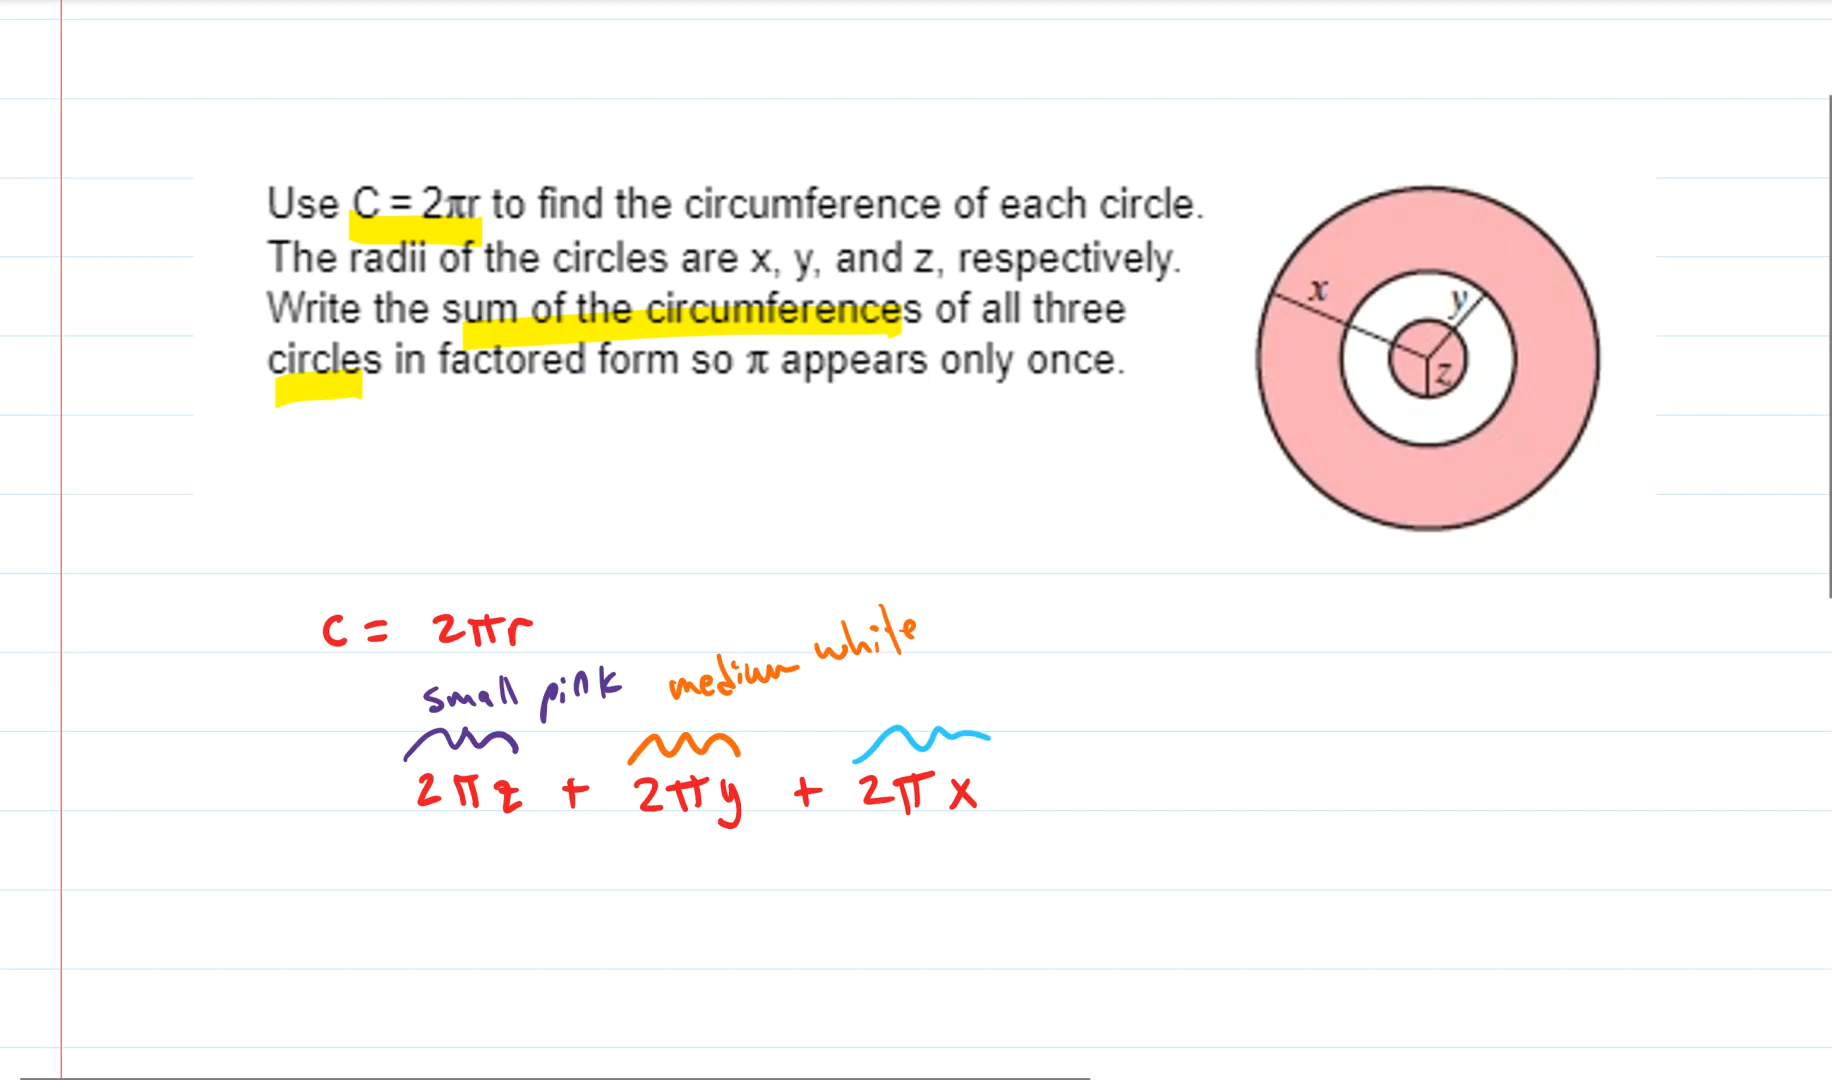 Use C = 2πr to find the circumference of each circle.
The radii of the circles are x, y, and z, respectively.
Write the sum of the circumferences of all three
circles in factored form so π appears only once.
x
y
z
C = 2πr
small pink medium white
2πz + 2πy + 2πx